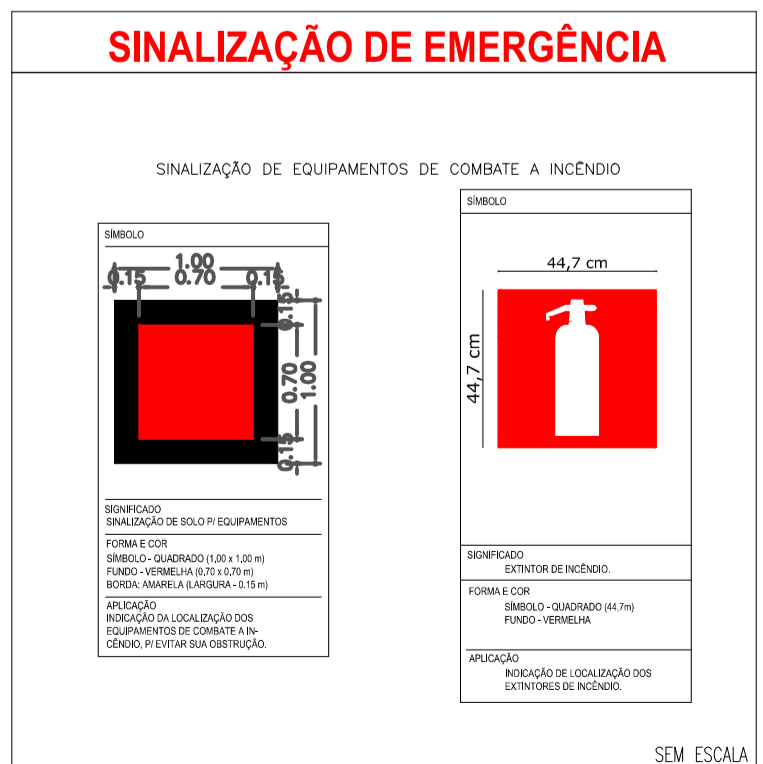 SINALIZAÇÃO DE EMERGÊNCIA
SINALIZAÇÃO DE EQUIPAMENTOS DE COMBATE A INCÊNDIO
SÍMBOLO
1.00
0.15 0.70 0.15
0.15
0.70
1.00
0.15
SIGNIFICADO
SINALIZAÇÃO DE SOLO P/ EQUIPAMENTOS
FORMA E COR
SÍMBOLO - QUADRADO (1,00 x 1,00 m)
FUNDO - VERMELHA (0,70 x 0,70 m)
BORDA: AMARELA (LARGURA - 0.15 m)
APLICAÇÃO
INDICAÇÃO DA LOCALIZAÇÃO DOS
EQUIPAMENTOS DE COMBATE A IN-
CÊNDIO, P/ EVITAR SUA OBSTRUÇÃO.
SÍMBOLO
44,7 cm
44,7 cm
SIGNIFICADO
EXTINTOR DE INCÊNDIO.
FORMA E COR
SÍMBOLO - QUADRADO (44,7m)
FUNDO - VERMELHA
APLICAÇÃO
INDICAÇÃO DE LOCALIZAÇÃO DOS
EXTINTORES DE INCÊNDIO.
SEM ESCALA